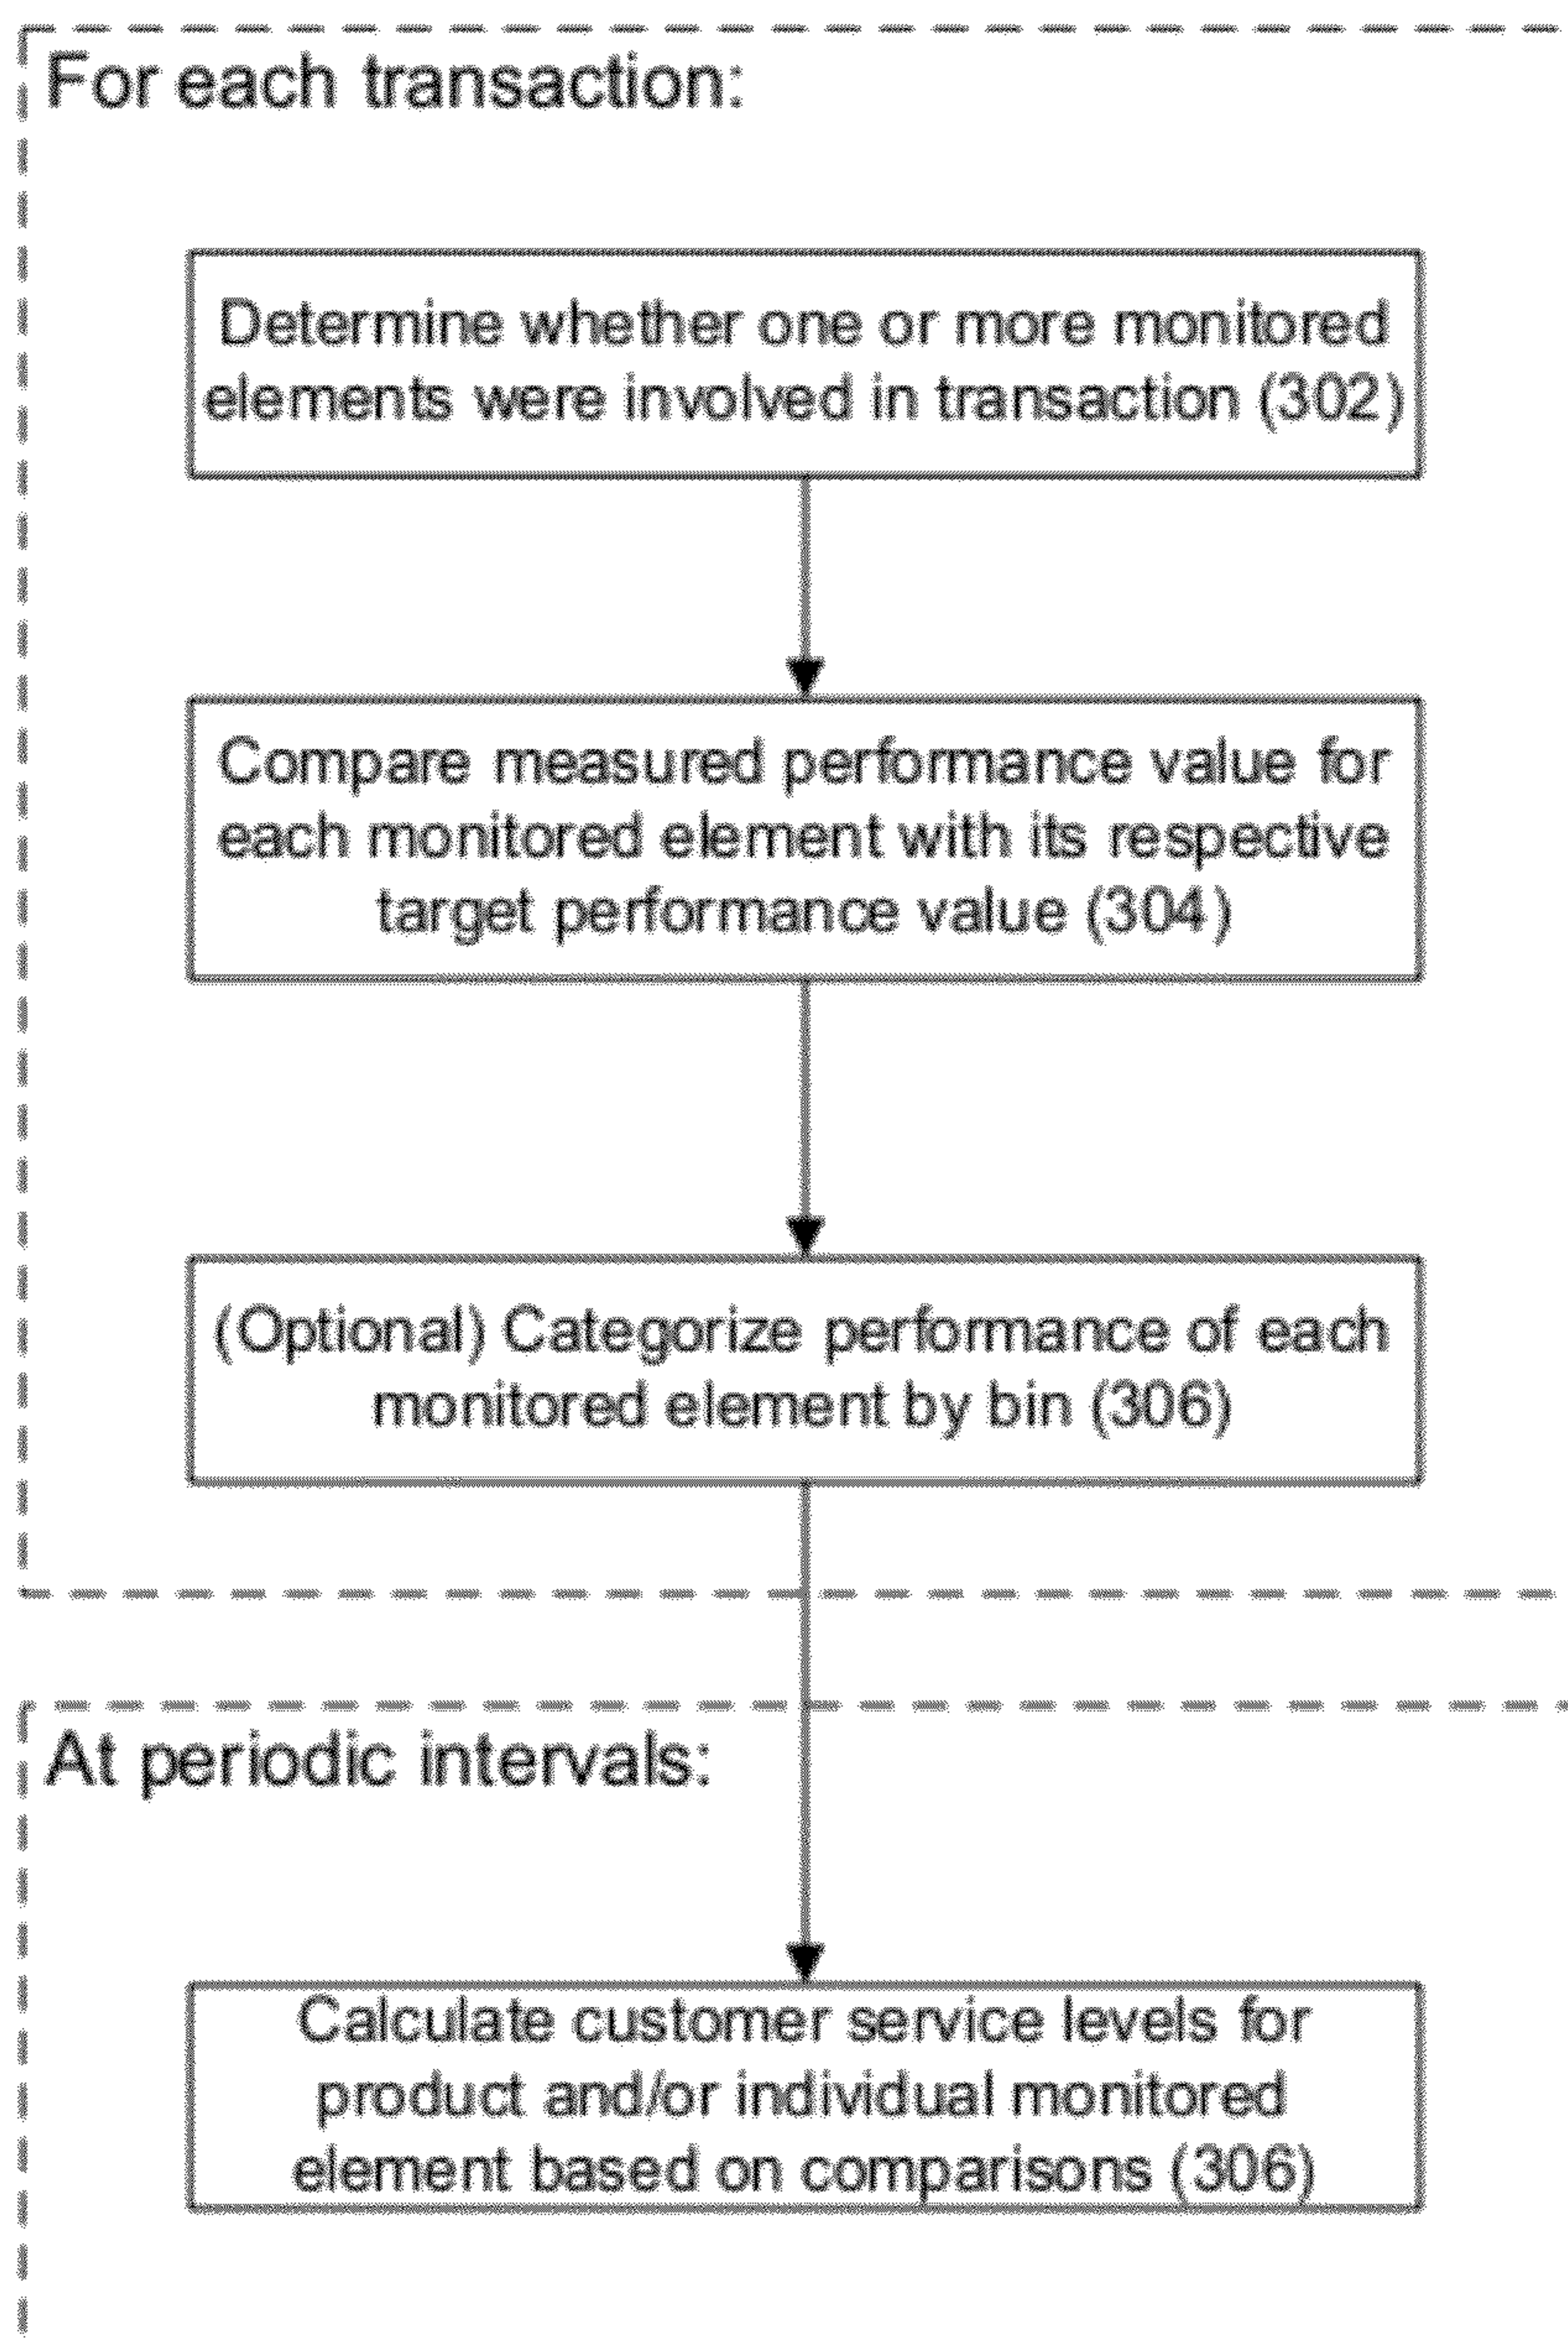 For each transaction:
Determine whether one or more monitored
elements were involved in transaction (302)
Compare measured performance value for
each monitored element with its respective
target performance value (304)
(Optional) Categorize performance of each
monitored element by bin (306)
At periodic intervals:
Calculate customer service levels for
product and/or individual monitored
element based on comparisons (306)